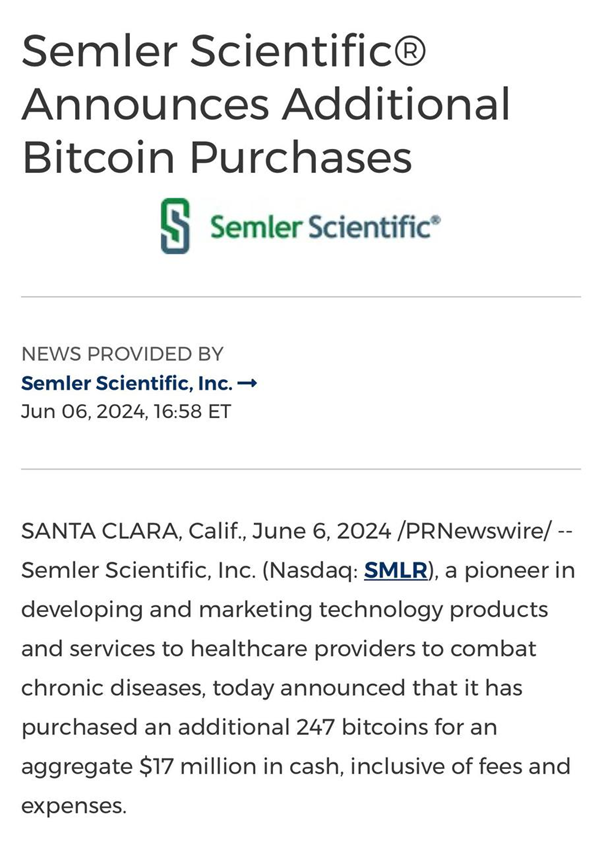 Semler Scientific®
Announces Additional
Bitcoin Purchases
Semler Scientific®
NEWS PROVIDED BY
Semler Scientific, Inc. →
Jun 06, 2024, 16:58 ET
SANTA CLARA, Calif., June 6, 2024 /PRNewswire/ --
Semler Scientific, Inc. (Nasdaq: SMLR), a pioneer in
developing and marketing technology products
and services to healthcare providers to combat
chronic diseases, today announced that it has
purchased an additional 247 bitcoins for an
aggregate $17 million in cash, inclusive of fees and
expenses.